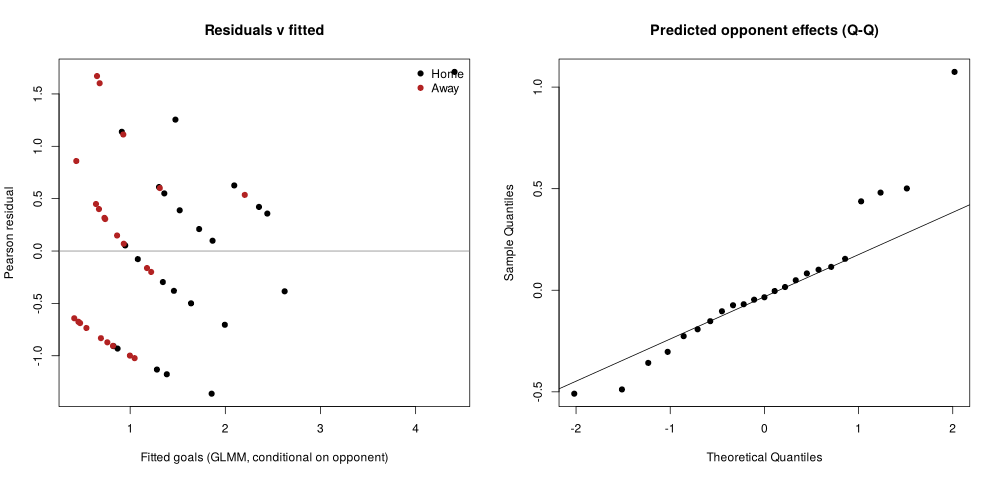 Residuals v fitted
Home
Away
Pearson residual
-1.0
-0.5
0.0
0.5
1.0
1.5
1
2
3
4
Fitted goals (GLMM, conditional on opponent)
Predicted opponent effects (Q-Q)
Sample Quantiles
-0.5
0.0
0.5
1.0
-2
-1
0
1
2
Theoretical Quantiles